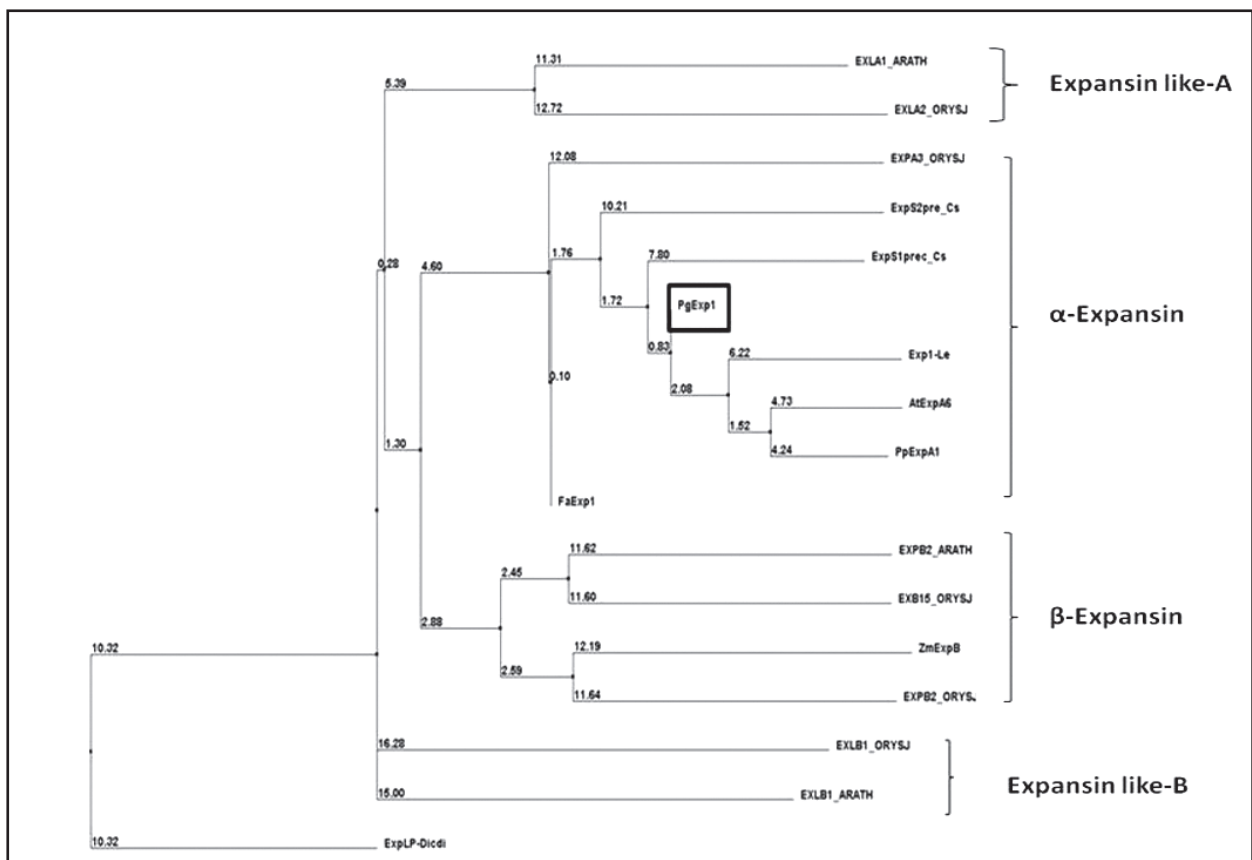 11.31
EXLA1_ARATH
5.39
Expansin like-A
12.72
EXLA2_ORYSJ
12.08
EXPA3_ORYSJ
10.21
ExpS2pre_Cs
1.76
7.80
ExpS1prec_Cs
0.28
4.60
1.72
PgExp1
α-Expansin
0.83
6.22
Exp1-Le
0.10
2.08
4.73
AtExpA6
1.52
1.30
4.24
PpExpA1
FaExp1
11.62
EXPB2_ARATH
2.45
11.60
EXB15_ORYSJ
β-Expansin
2.88
12.19
ZmExpB
10.32
2.59
11.64
EXPB2_ORYS.
16.28
EXLB1_ORYSJ
Expansin like-B
15.00
EXLB1_ARATH
10.32
ExpLP-Dicdi